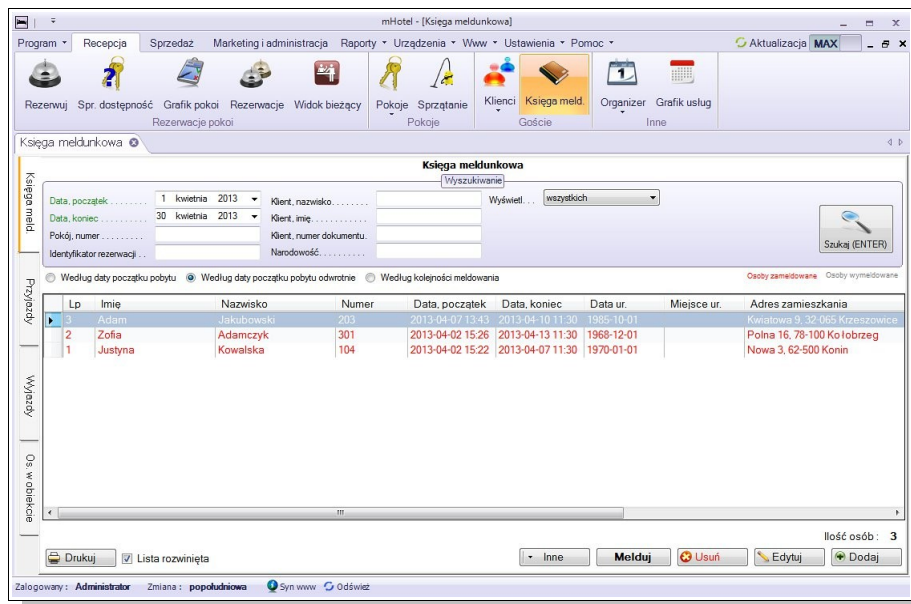 mHotel - [Księga meldunkowa]
Program Recepcja Sprzedaż Marketing i administracja Raporty Urządzenia Www Ustawienia Pomoc Aktualizacja MAX
Rezerwuj Spr. dostępność Grafik pokoi Rezerwacje Widok bieżący Pokoje Sprzątanie Klienci Księga meld. Organizer Grafik usług
Rezerwacje pokoi Pokoje Goście Inne
Księga meldunkowa
Księga meldunkowa
Wyszukiwanie
Data, początek . . . . . . . . 1 kwietnia 2013 Klient, nazwisko. . . . . . . . Wyświetl. . . wszystkich
Data, koniec . . . . . . . . . . 30 kwietnia 2013 Klient, imię. . . . . . . . . . . .
Pokój, numer . . . . . . . . . Klient, numer dokumentu.
Identyfikator rezerwacji . . Narodowość. . . . . . . . . .
Szukaj (ENTER)
Według daty początku pobytu Według daty początku pobytu odwrotnie Według kolejności meldowania Osoby zameldowane Osoby wymeldowane
Lp Imię Nazwisko Numer Data, początek Data, koniec Data ur. Miejsce ur. Adres zamieszkania
3 Adam Jakubowski 203 2013-04-07 13:43 2013-04-10 11:30 1985-10-01 Kwiatowa 9, 32-065 Krzeszowice
2 Zofia Adamczyk 301 2013-04-02 15:26 2013-04-13 11:30 1968-12-01 Polna 16, 78-100 Kołobrzeg
1 Justyna Kowalska 104 2013-04-02 15:22 2013-04-07 11:30 1970-01-01 Nowa 3, 62-500 Konin
Księga meld.
Przyjazdy
Wyjazdy
Os. w obiekcie
Ilość osób : 3
Drukuj Lista rozwinięta Inne Melduj Usuń Edytuj Dodaj
Zalogowany : Administrator Zmiana : popołudniowa Syn www Odśwież